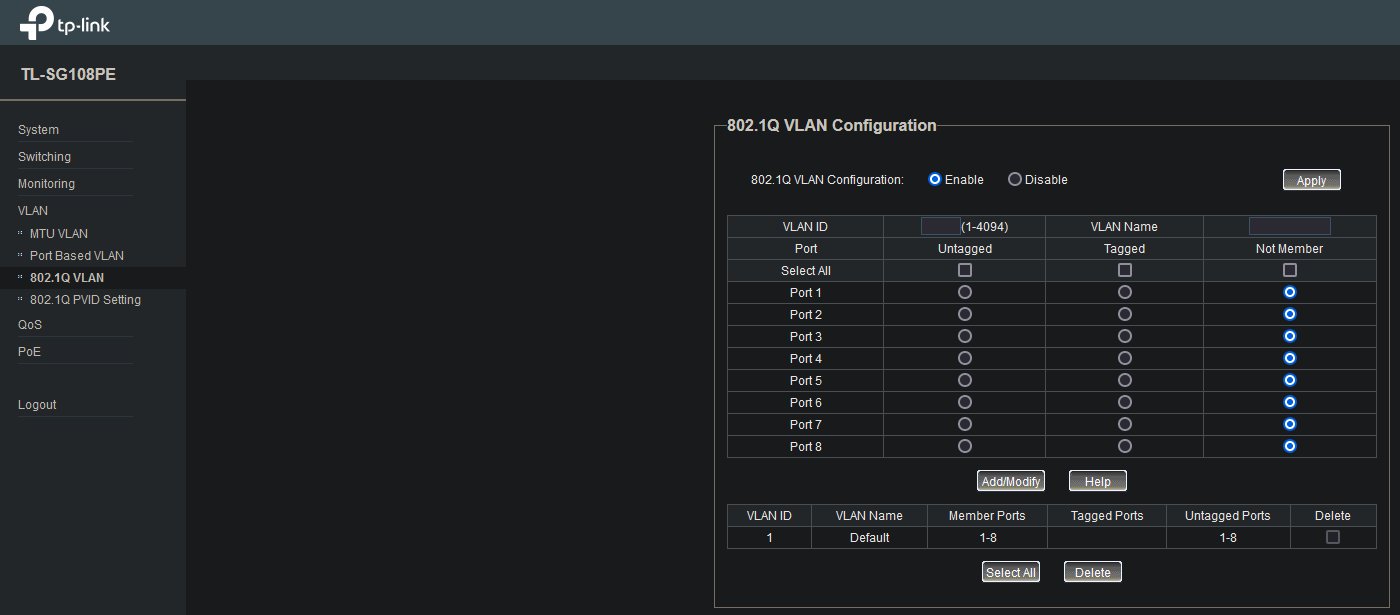 tp-link
TL-SG108PE
System
Switching
Monitoring
VLAN
MTU VLAN
Port Based VLAN
802.1Q VLAN
802.1Q PVID Setting
QoS
PoE
Logout
802.1Q VLAN Configuration
802.1Q VLAN Configuration: Enable Disable Apply
VLAN ID (1-4094) VLAN Name
Port Untagged Tagged Not Member
Select All
Port 1
Port 2
Port 3
Port 4
Port 5
Port 6
Port 7
Port 8
Add/Modify Help
VLAN ID VLAN Name Member Ports Tagged Ports Untagged Ports Delete
1 Default 1-8 1-8
Select All Delete